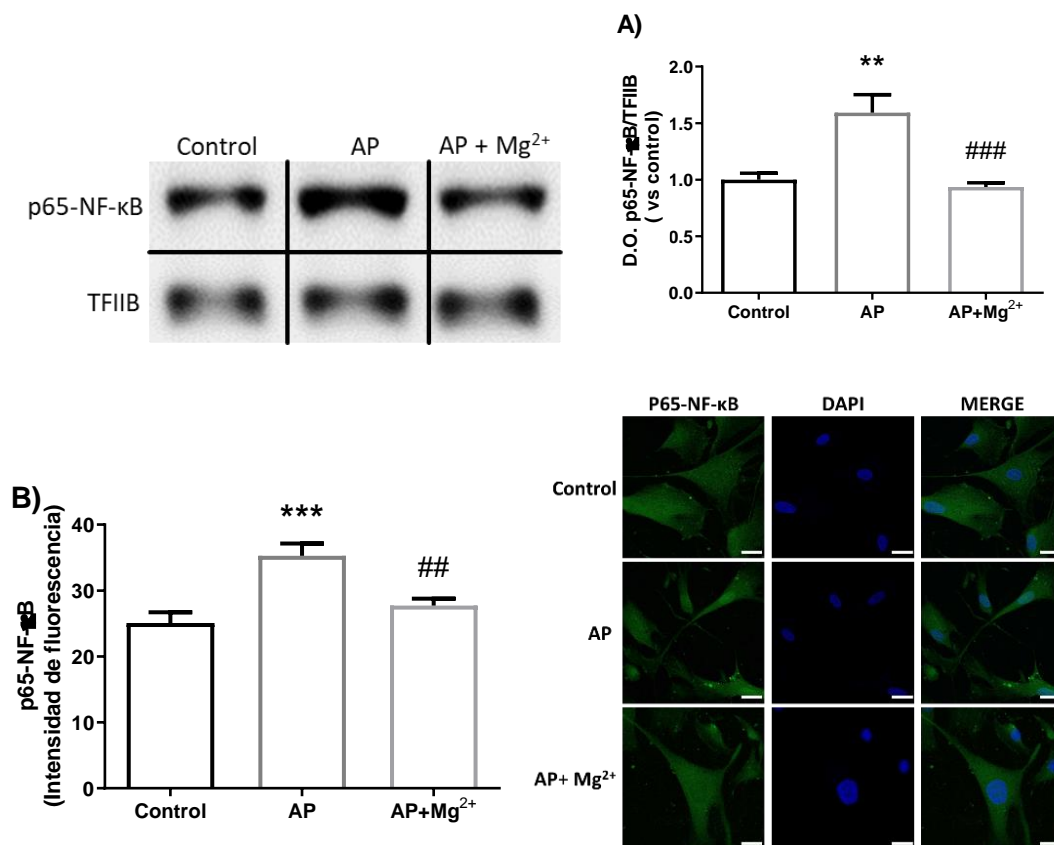 A)
Control AP AP + Mg²⁺
p65-NF-κB
TFIIB
D.O. p65-NF-κB/TFIIB
( vs control)
2.0
1.5
1.0
0.5
0.0
**
###
Control AP AP+Mg²⁺
B)
p65-NF-κB
(Intensidad de fluorescencia)
40
30
20
10
0
***
##
Control AP AP+Mg²⁺
P65-NF-κB DAPI MERGE
Control
AP
AP+ Mg²⁺